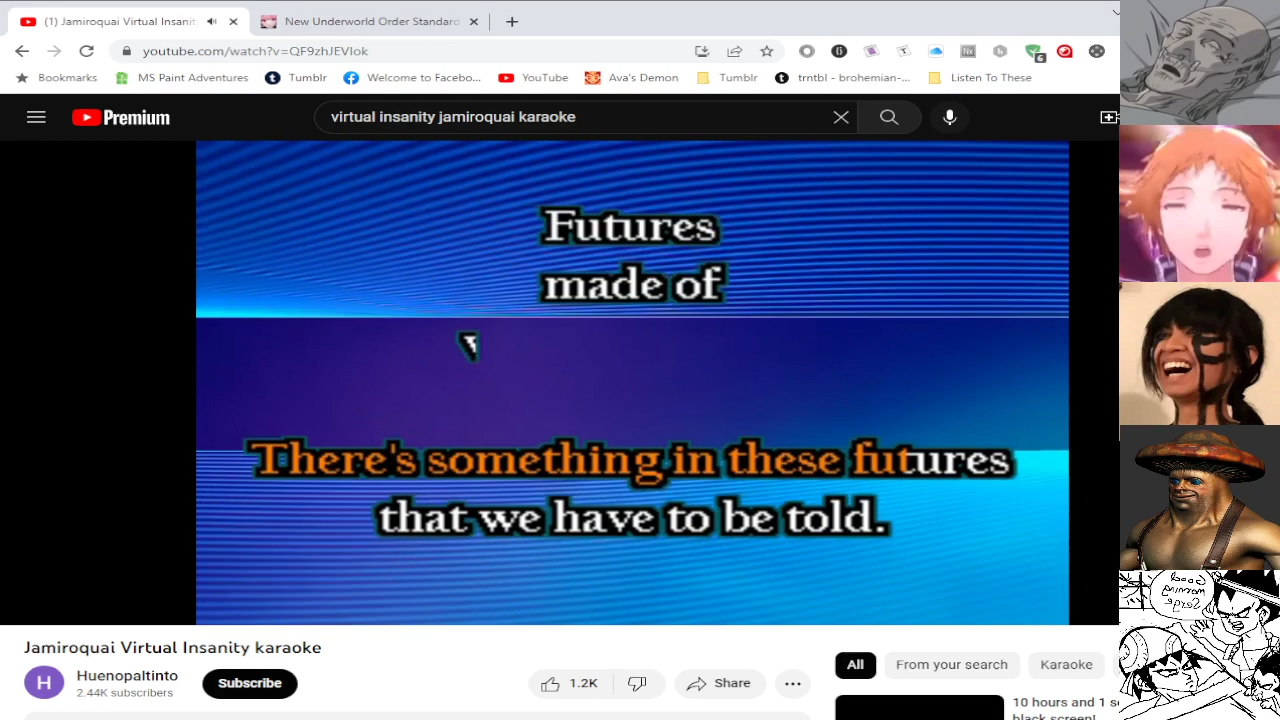 (1) Jamiroquai Virtual Insanity
New Underworld Order Standard
youtube.com/watch?v=QF9zhJEVlok
6
Bookmarks
MS Paint Adventures
Tumblr
Welcome to Facebo...
YouTube
Ava's Demon
Tumblr
trntbl - brohemian-...
Listen To These
Premium
virtual insanity jamiroquai karaoke
Futures
made of
There's something in these futures
that we have to be told.
Jamiroquai Virtual Insanity karaoke
H
Huenopaltinto
2.44K subscribers
Subscribe
1.2K
Share
All
From your search
Karaoke
10 hours and 1 s
black screen!